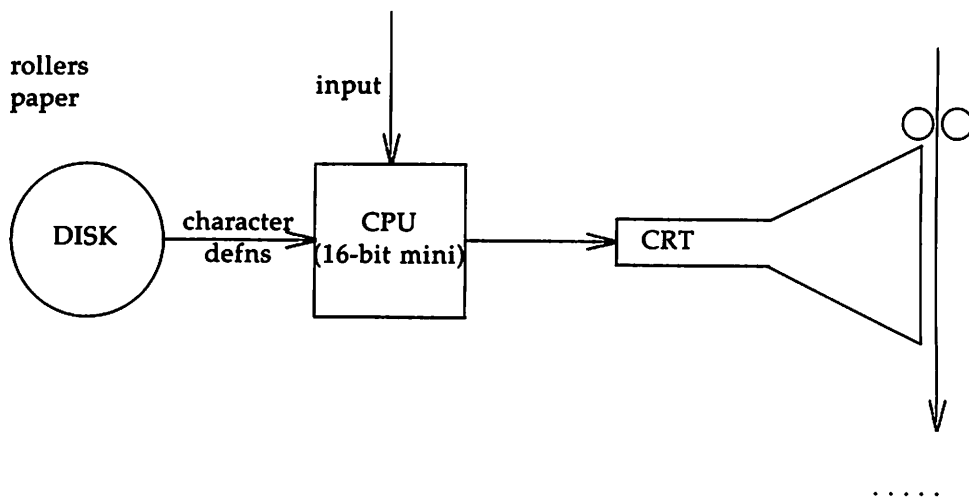 rollers
paper
input
DISK
character
defns
CPU
(16-bit mini)
CRT
.....